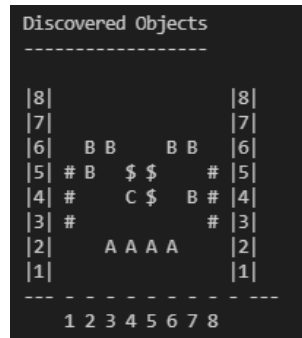 Discovered Objects
------------------
|8|                 |8|
|7|                 |7|
|6|   B B     B B   |6|
|5| # B   $ $     # |5|
|4| #     C $   B # |4|
|3| #             # |3|
|2|     A A A A     |2|
|1|                 |1|
--- - - - - - - - - - ---
    1 2 3 4 5 6 7 8